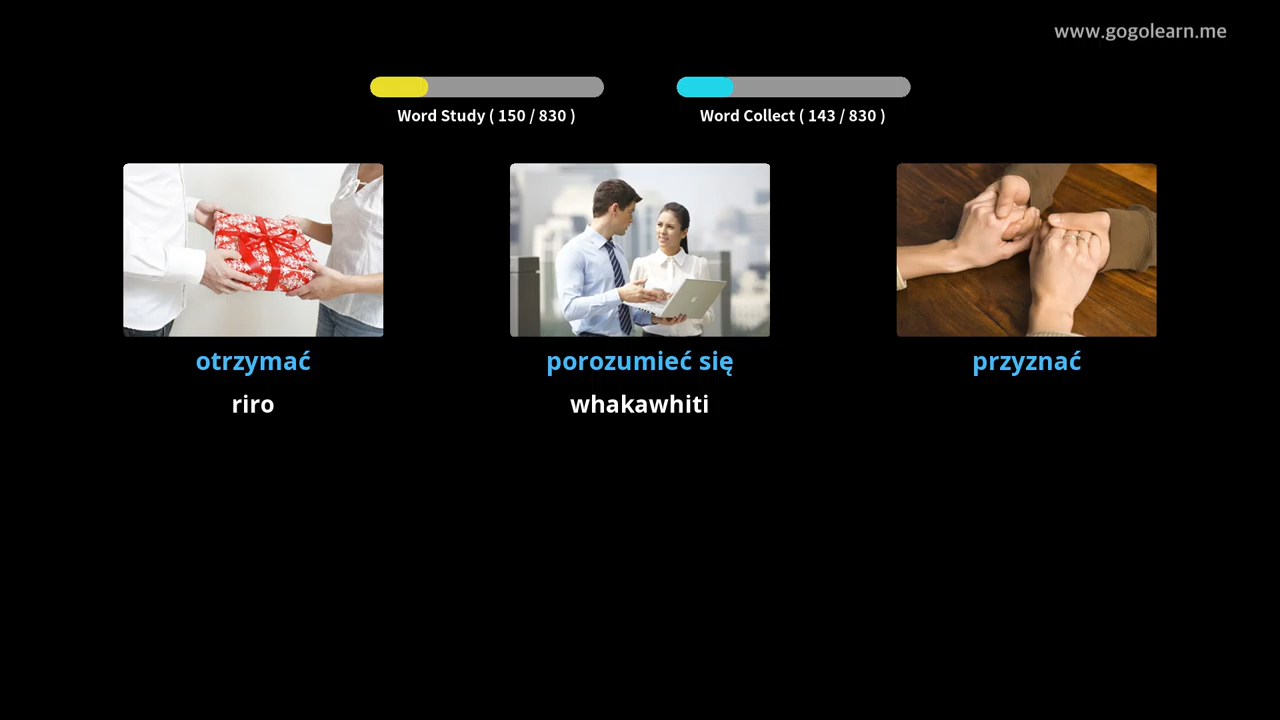 www.gogolearn.me
Word Study ( 150 / 830 )
Word Collect ( 143 / 830 )
otrzymać
porozumieć się
przyznać
riro
whakawhiti